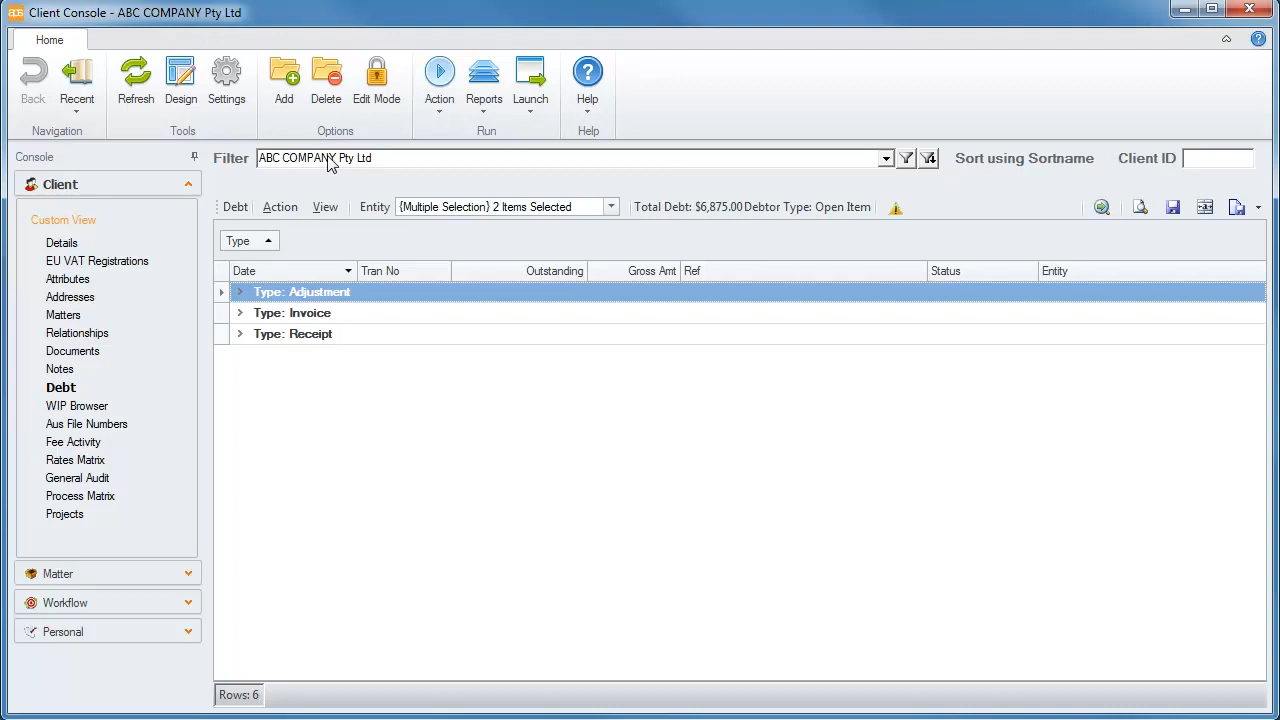 aps Client Console - ABC COMPANY Pty Ltd
Home
Back Recent Refresh Design Settings Add Delete Edit Mode Action Reports Launch Help
Navigation Tools Options Run Help
Console
Filter ABC COMPANY Pty Ltd Sort using Sortname Client ID
Client
Debt Action View Entity {Multiple Selection} 2 Items Selected Total Debt: $6,875.00 Debtor Type: Open Item
Custom View
Type
Details
EU VAT Registrations
Attributes
Addresses
Matters
Relationships
Documents
Notes
Debt
WIP Browser
Aus File Numbers
Fee Activity
Rates Matrix
General Audit
Process Matrix
Projects
Matter
Workflow
Personal
Date Tran No Outstanding Gross Amt Ref Status Entity
Type: Adjustment
Type: Invoice
Type: Receipt
Rows: 6